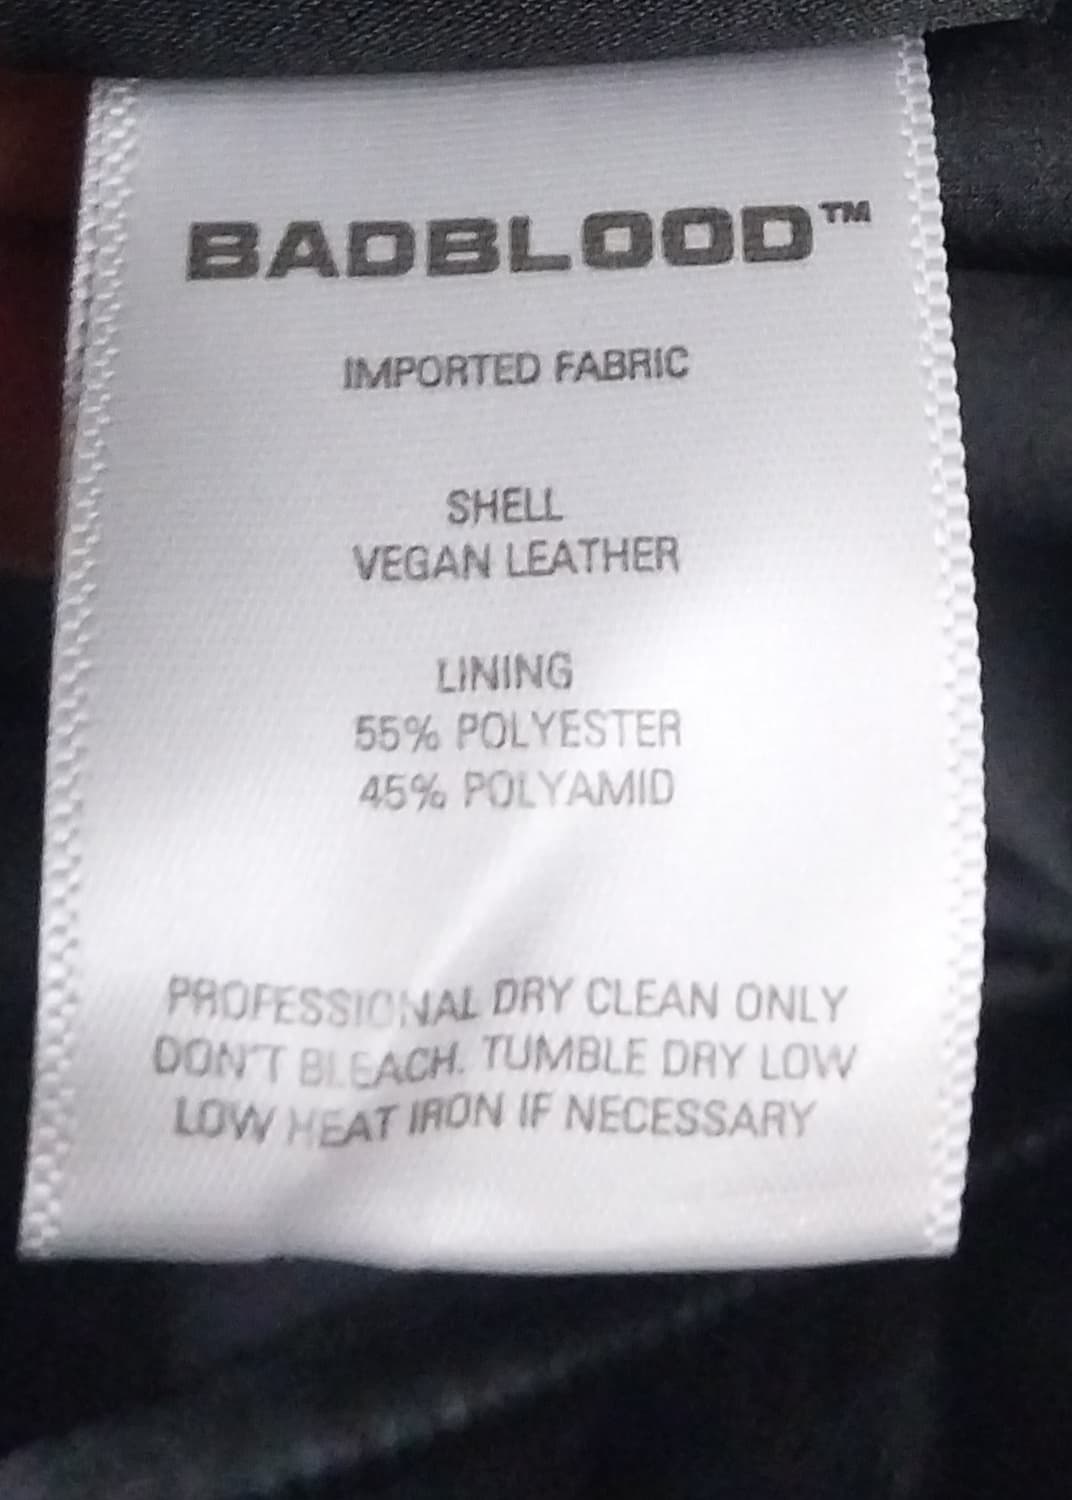 BADBLOOD™
IMPORTED FABRIC
SHELL
VEGAN LEATHER
LINING
55% POLYESTER
45% POLYAMID
PROFESSIONAL DRY CLEAN ONLY
DON'T BLEACH. TUMBLE DRY LOW
LOW HEAT IRON IF NECESSARY